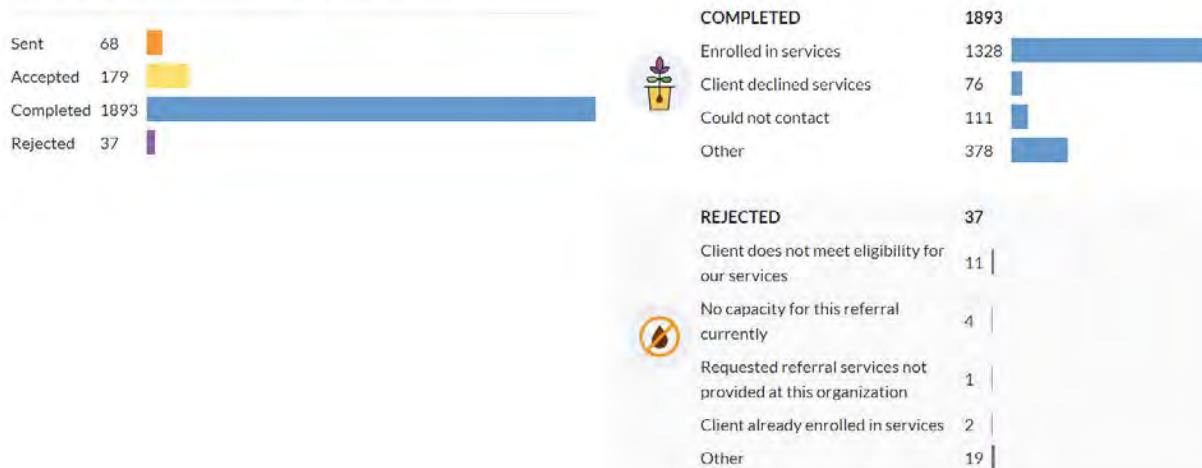 Sent 68
Accepted 179
Completed 1893
Rejected 37
COMPLETED 1893
Enrolled in services 1328
Client declined services 76
Could not contact 111
Other 378
REJECTED 37
Client does not meet eligibility for
our services 11
No capacity for this referral
currently 4
Requested referral services not
provided at this organization 1
Client already enrolled in services 2
Other 19